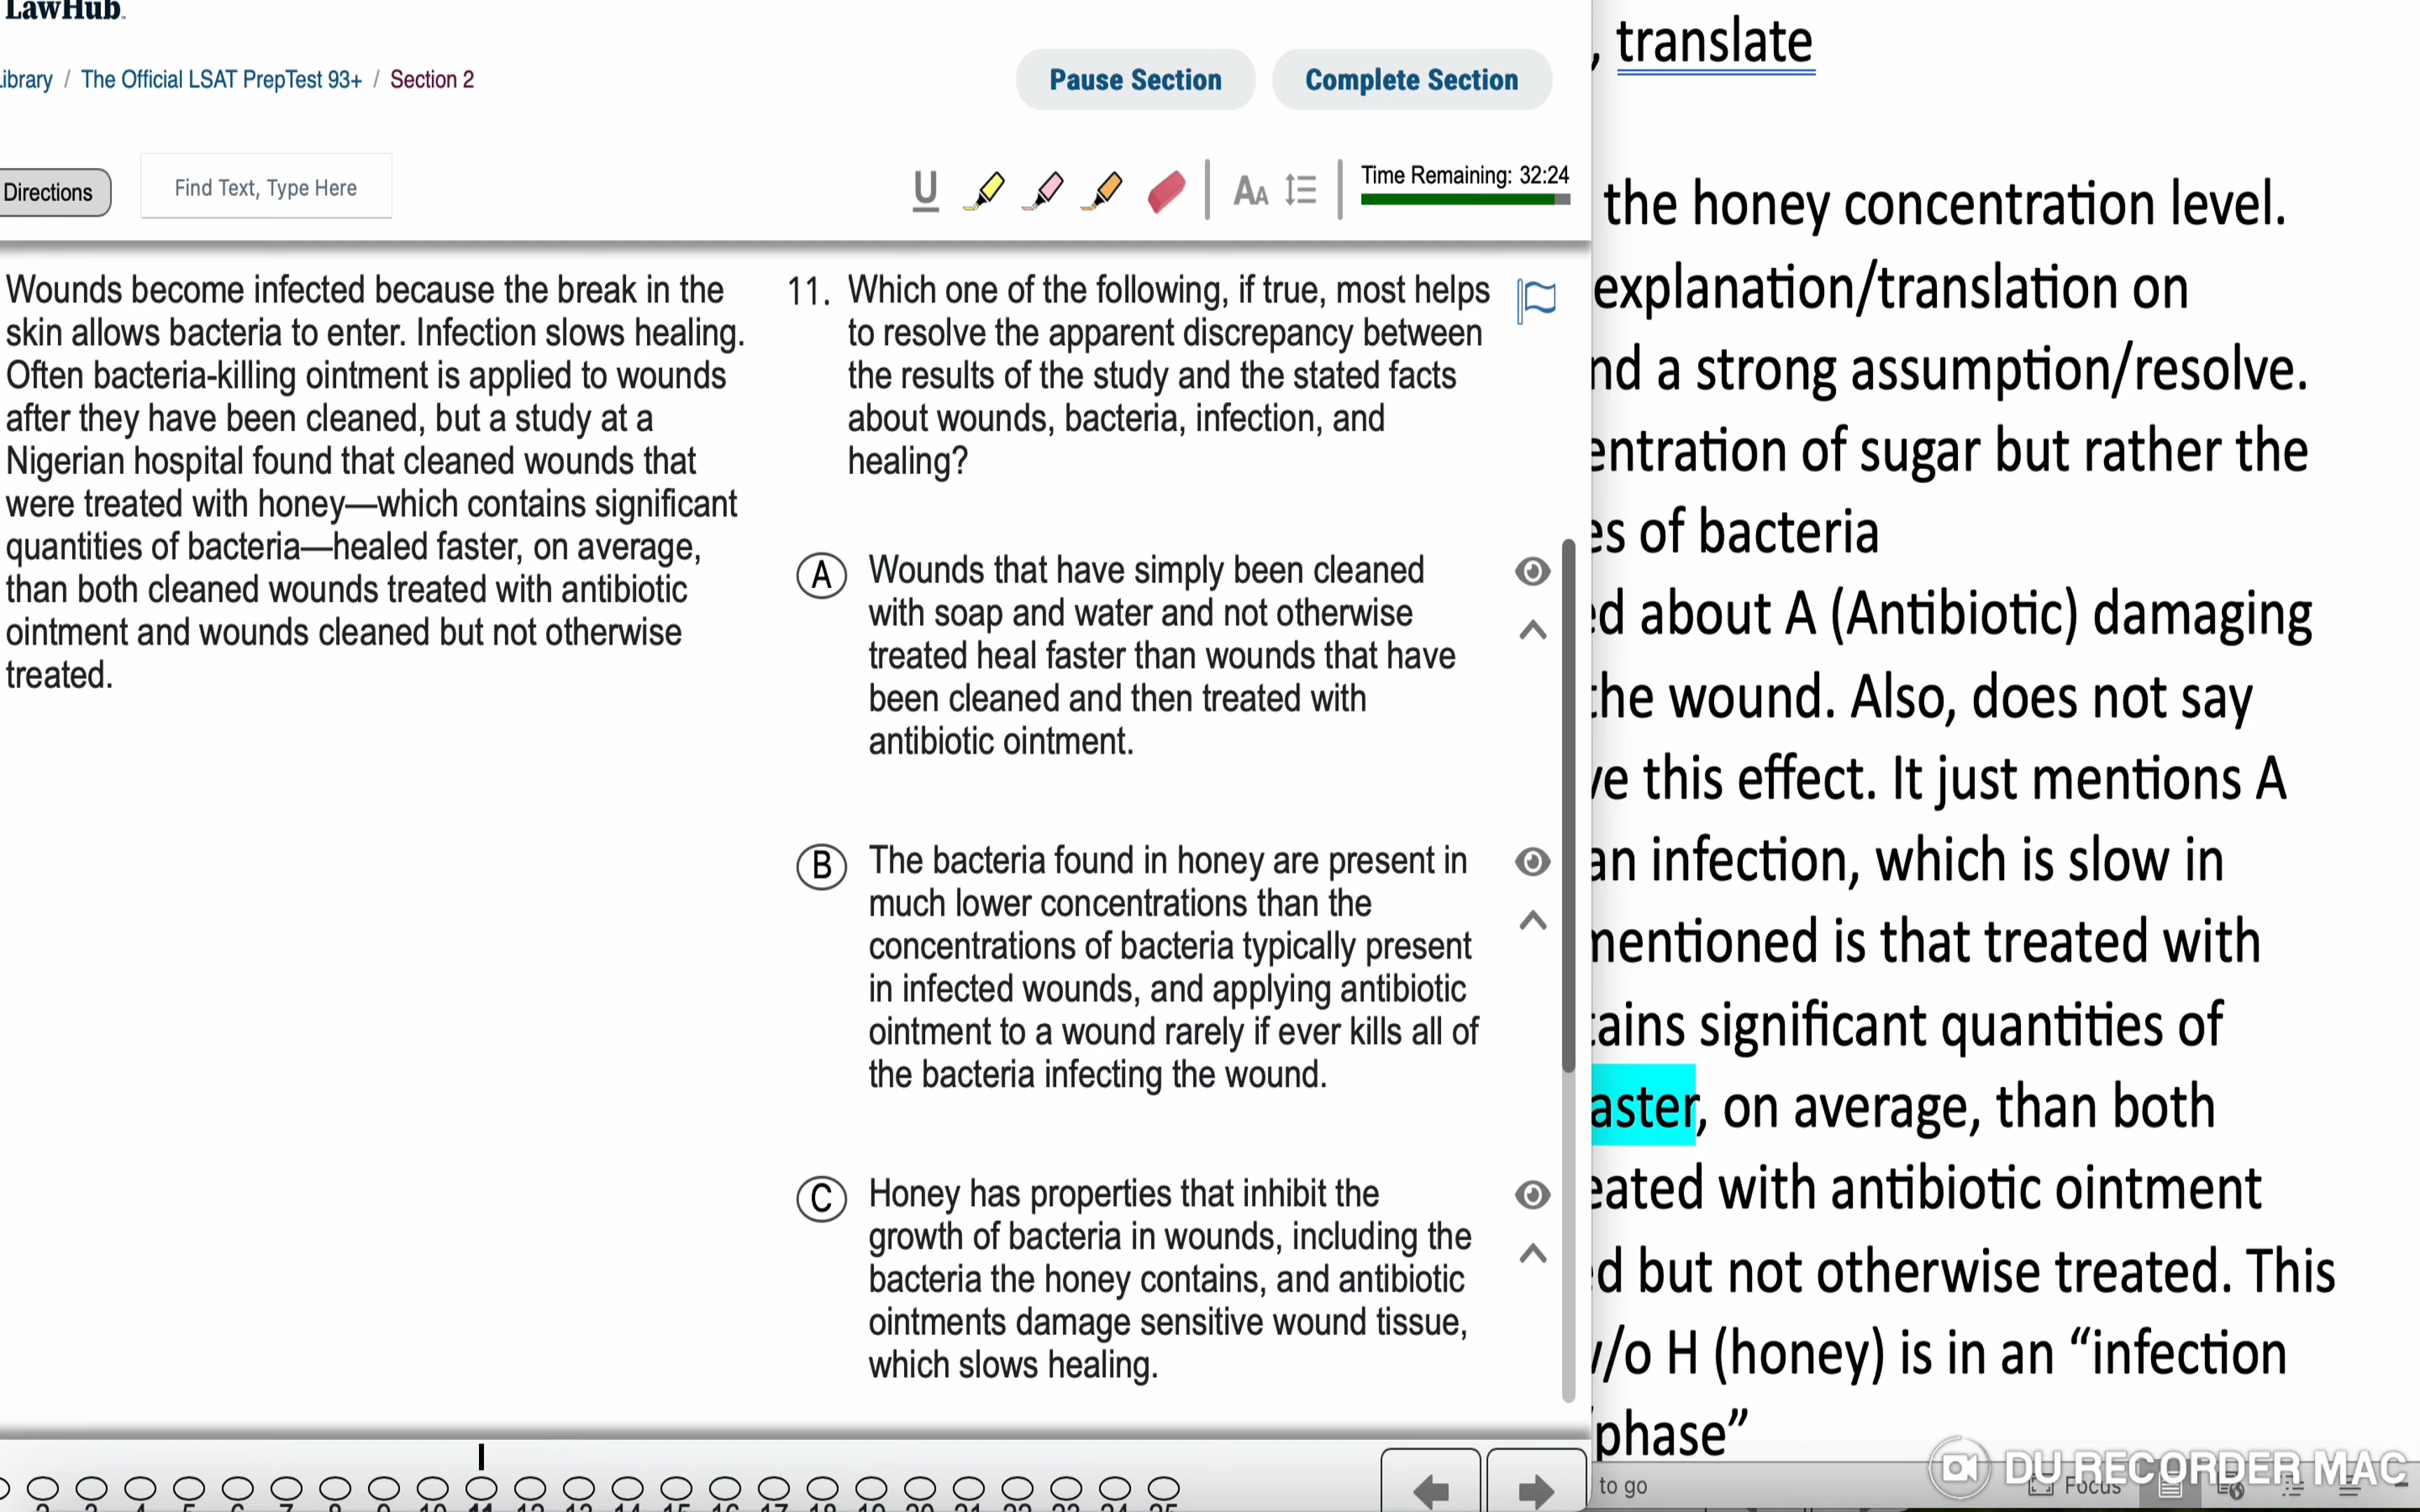 LawHub
Library / The Official LSAT PrepTest 93+ / Section 2
Pause Section
Complete Section
Directions
Find Text, Type Here
Time Remaining: 32:24
Wounds become infected because the break in the
skin allows bacteria to enter. Infection slows healing.
Often bacteria-killing ointment is applied to wounds
after they have been cleaned, but a study at a
Nigerian hospital found that cleaned wounds that
were treated with honey—which contains significant
quantities of bacteria—healed faster, on average,
than both cleaned wounds treated with antibiotic
ointment and wounds cleaned but not otherwise
treated.
11. Which one of the following, if true, most helps
to resolve the apparent discrepancy between
the results of the study and the stated facts
about wounds, bacteria, infection, and
healing?
A Wounds that have simply been cleaned
with soap and water and not otherwise
treated heal faster than wounds that have
been cleaned and then treated with
antibiotic ointment.
B The bacteria found in honey are present in
much lower concentrations than the
concentrations of bacteria typically present
in infected wounds, and applying antibiotic
ointment to a wound rarely if ever kills all of
the bacteria infecting the wound.
C Honey has properties that inhibit the
growth of bacteria in wounds, including the
bacteria the honey contains, and antibiotic
ointments damage sensitive wound tissue,
which slows healing.
, translate
the honey concentration level.
explanation/translation on
nd a strong assumption/resolve.
entration of sugar but rather the
es of bacteria
ed about A (Antibiotic) damaging
the wound. Also, does not say
ve this effect. It just mentions A
an infection, which is slow in
mentioned is that treated with
tains significant quantities of
aster, on average, than both
eated with antibiotic ointment
ed but not otherwise treated. This
w/o H (honey) is in an “infection
phase”
to go
Focus
DU RECORDER MAC